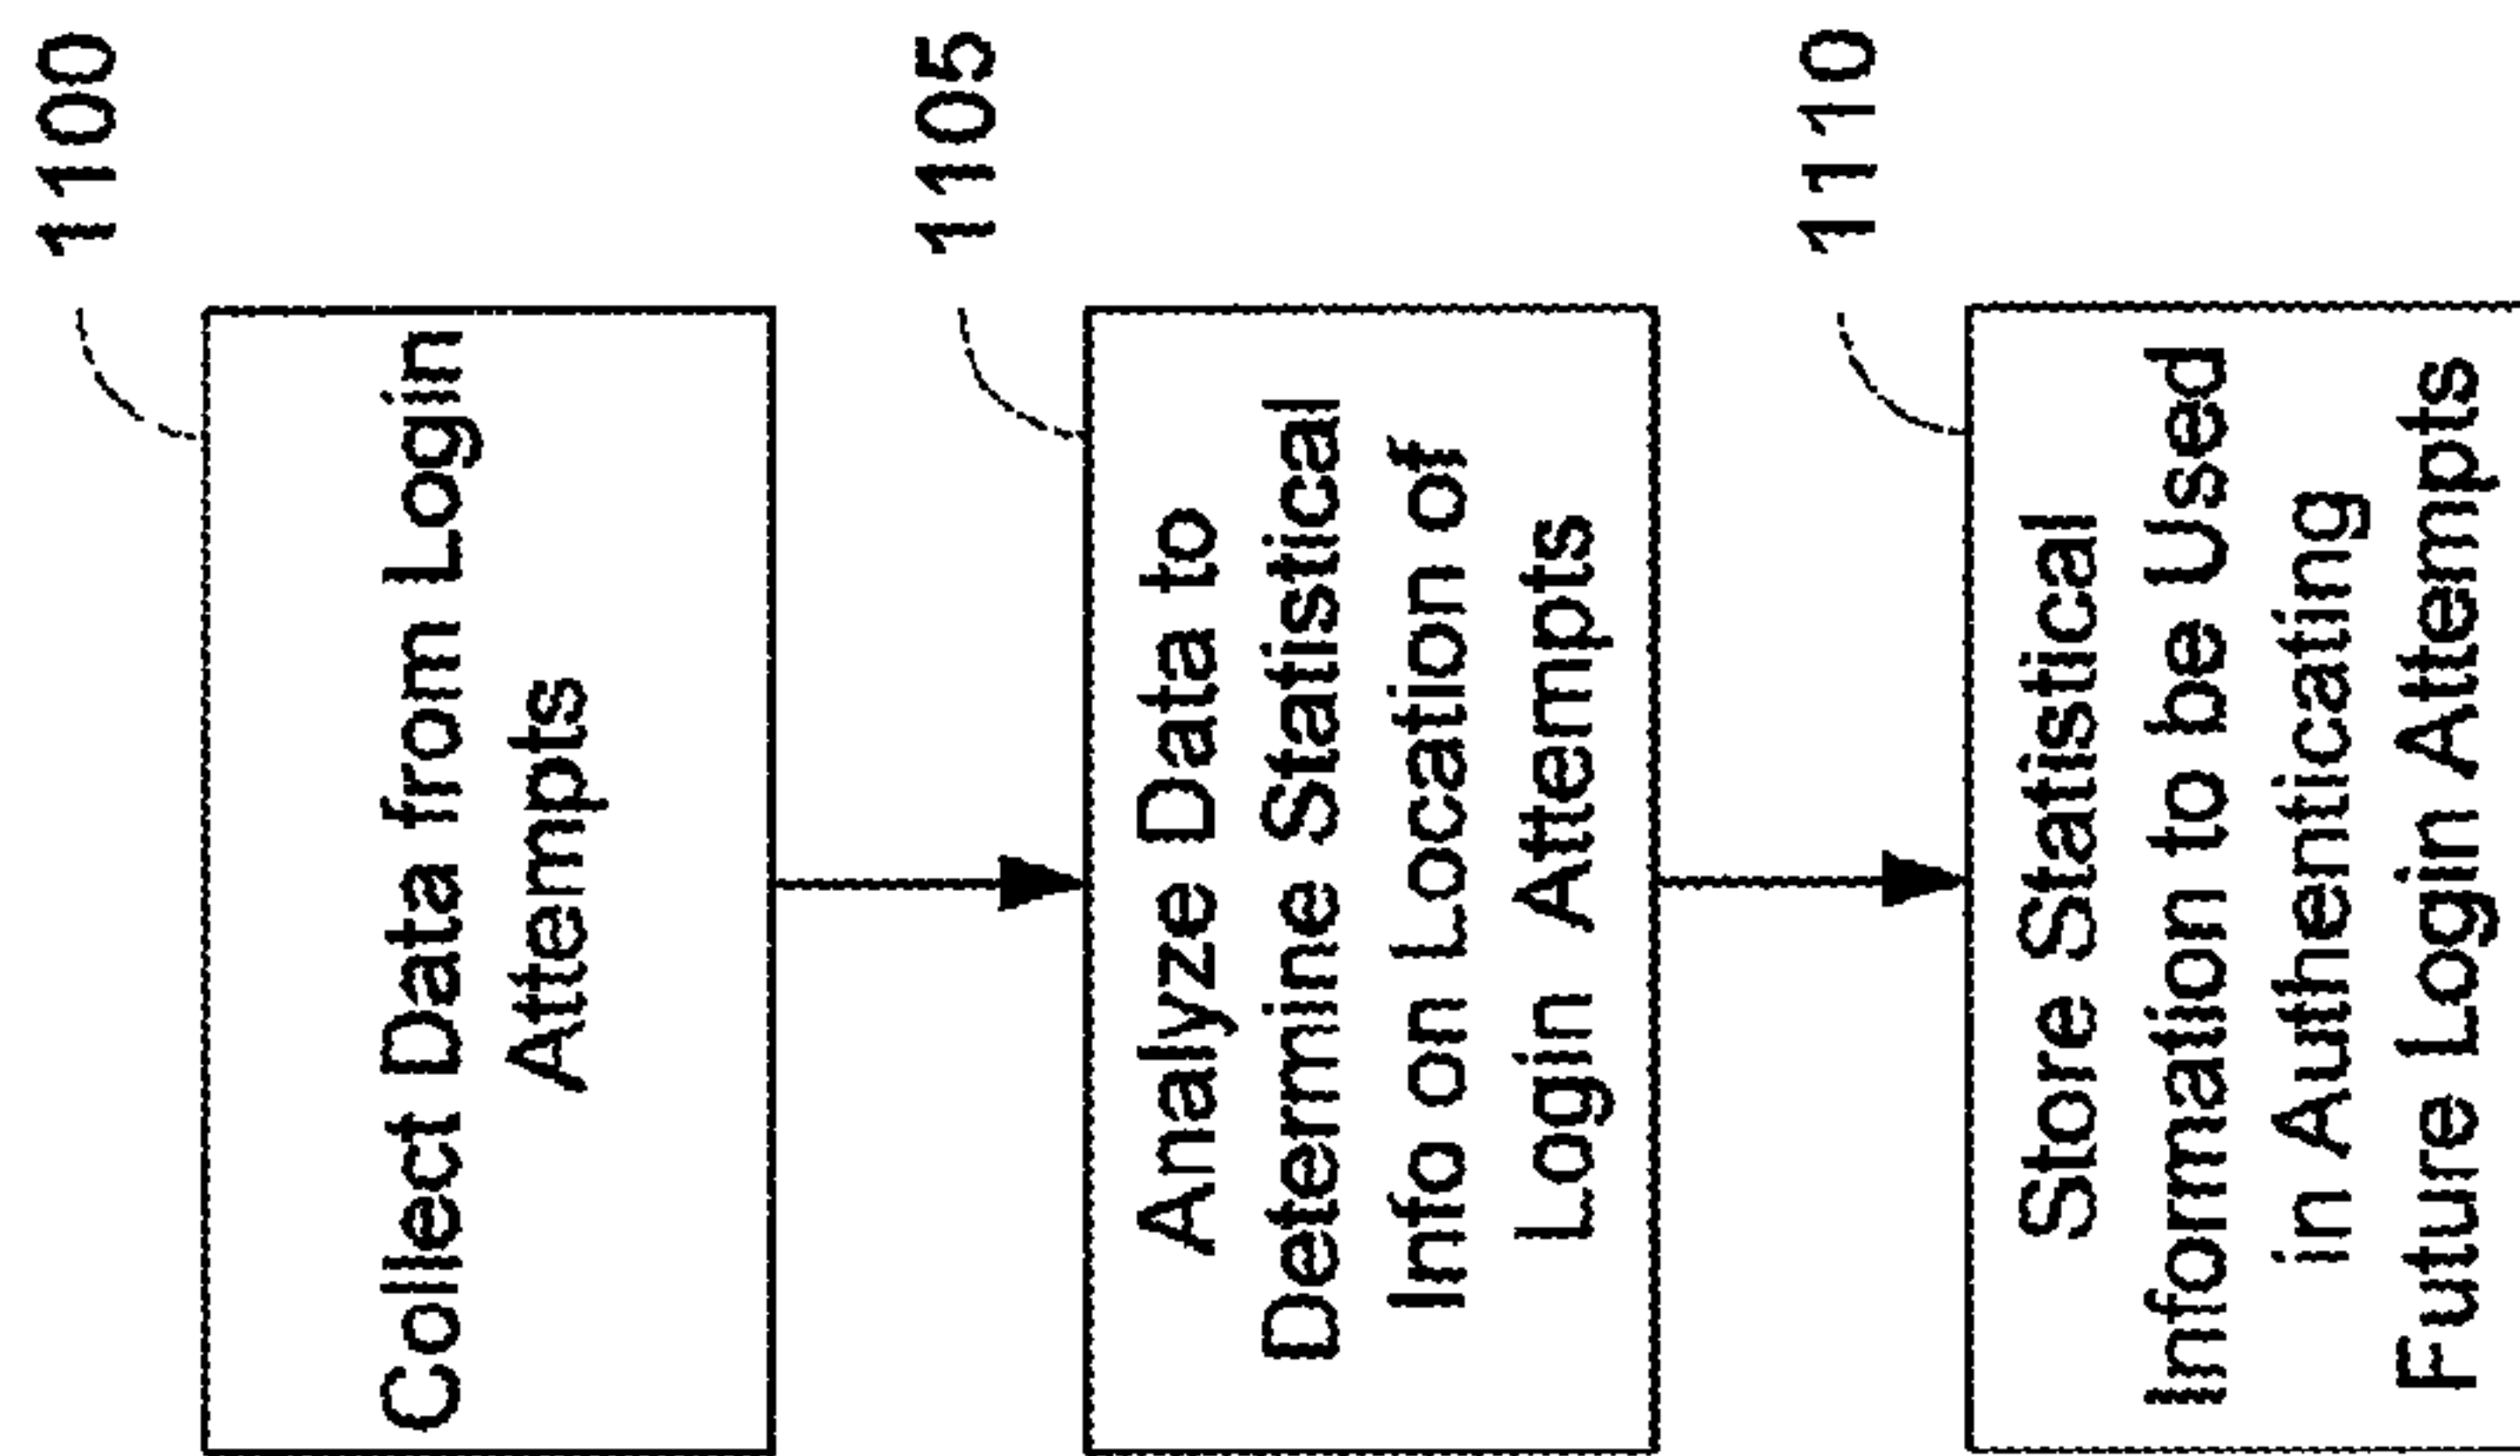 1100
Collect Data from Login
Attempts
1105
Analyze Data to
Determine Statistical
Info on Location of
Login Attempts
1110
Store Statistical
Information to be Used
in Authenticating
Future Login Attempts